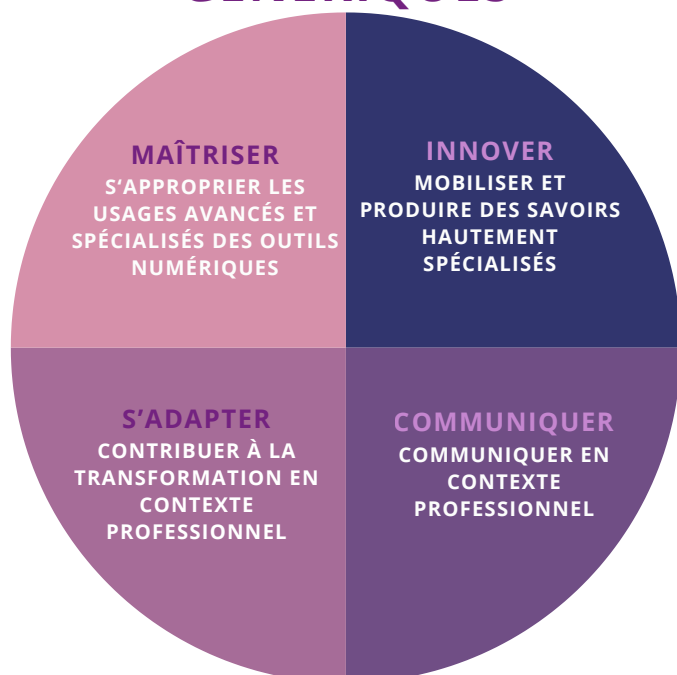 MAÎTRISER
S'APPROPRIER LES
USAGES AVANCÉS ET
SPÉCIALISÉS DES OUTILS
NUMÉRIQUES
INNOVER
MOBILISER ET
PRODUIRE DES SAVOIRS
HAUTEMENT
SPÉCIALISÉS
S'ADAPTER
CONTRIBUER À LA
TRANSFORMATION EN
CONTEXTE
PROFESSIONNEL
COMMUNIQUER
COMMUNIQUER EN
CONTEXTE
PROFESSIONNEL